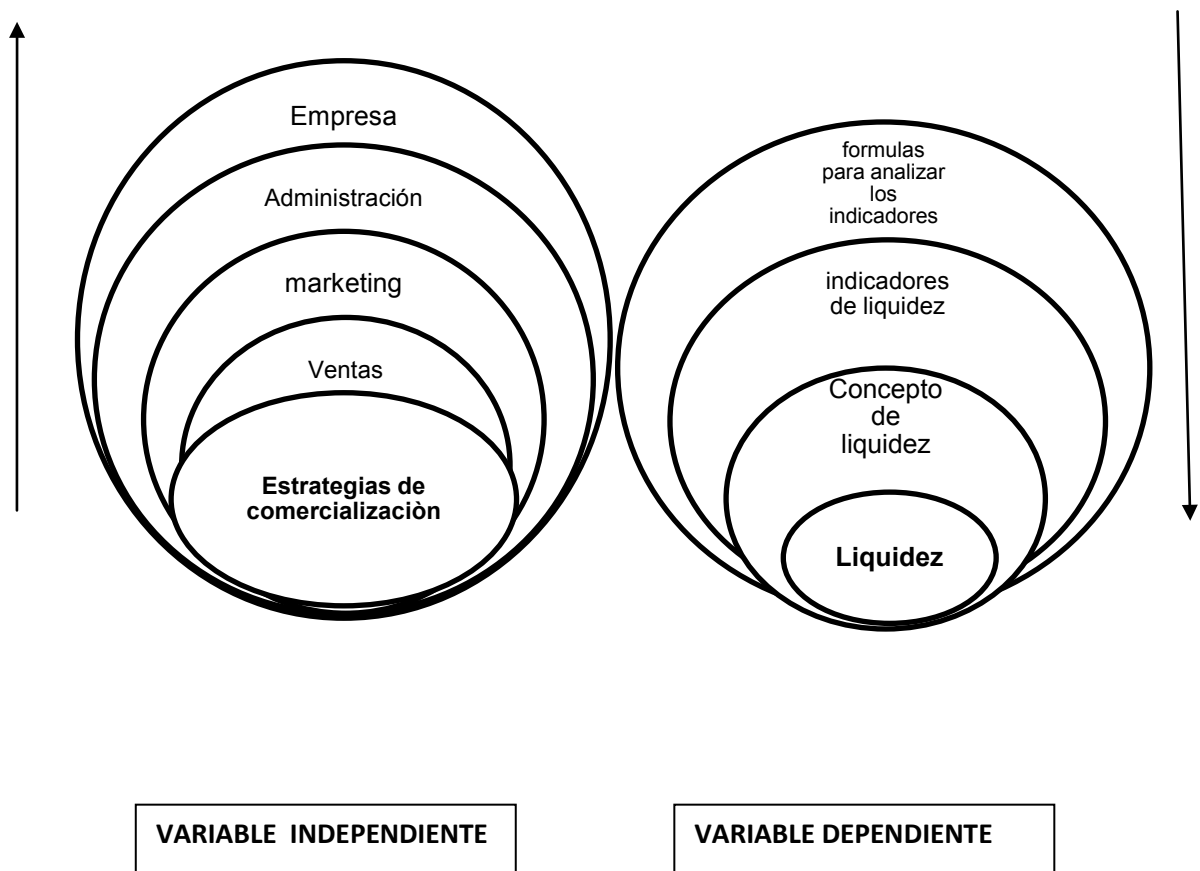 Empresa
Administración
marketing
Ventas
Estrategias de
comercializaciòn
formulas
para analizar
los
indicadores
indicadores
de liquidez
Concepto
de
liquidez
Liquidez
VARIABLE INDEPENDIENTE
VARIABLE DEPENDIENTE